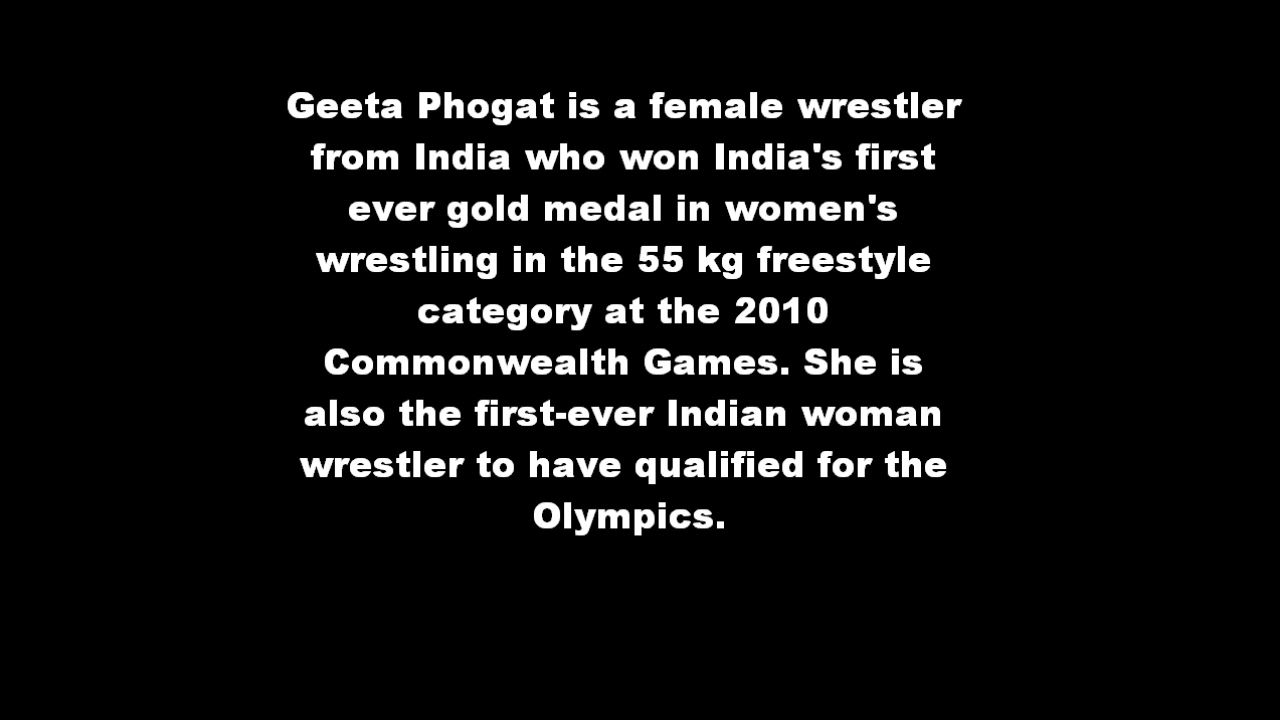 Geeta Phogat is a female wrestler
from India who won India's first
ever gold medal in women's
wrestling in the 55 kg freestyle
category at the 2010
Commonwealth Games. She is
also the first-ever Indian woman
wrestler to have qualified for the
Olympics.